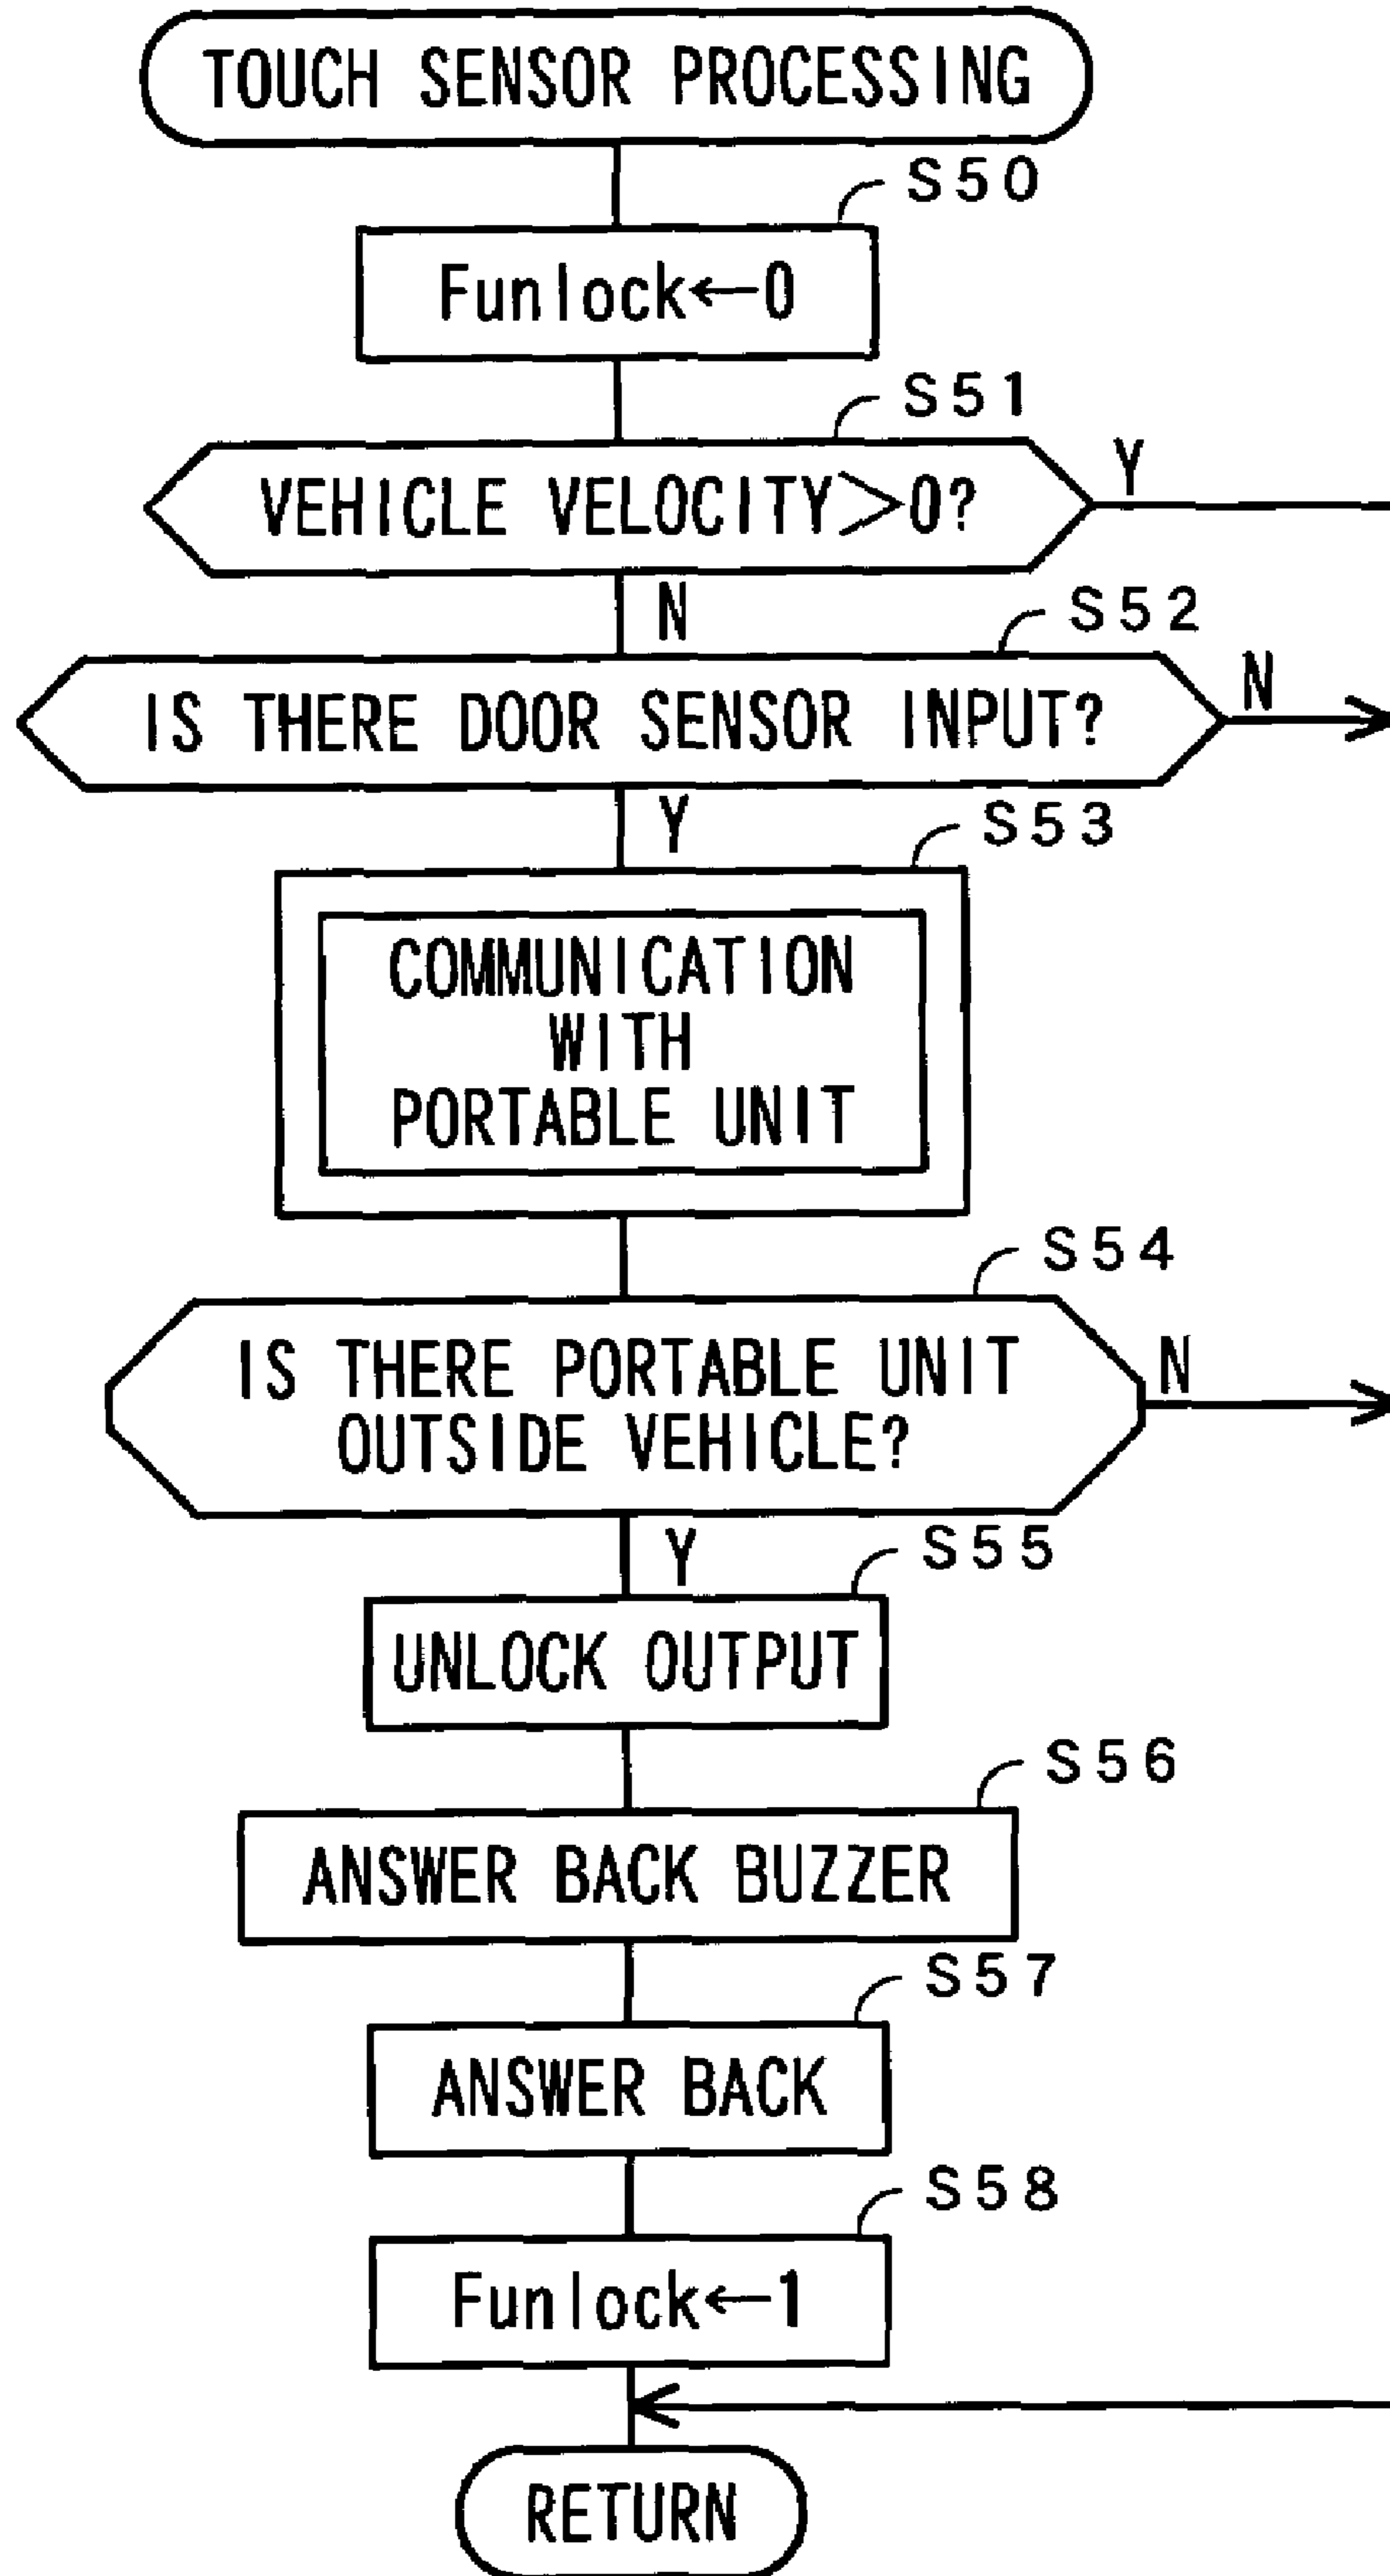 TOUCH SENSOR PROCESSING
S50
Funlock←0
S51
VEHICLE VELOCITY>0?
Y
N
S52
IS THERE DOOR SENSOR INPUT?
N
Y
S53
COMMUNICATION
WITH
PORTABLE UNIT
S54
IS THERE PORTABLE UNIT
OUTSIDE VEHICLE?
N
Y
S55
UNLOCK OUTPUT
S56
ANSWER BACK BUZZER
S57
ANSWER BACK
S58
Funlock←1
RETURN